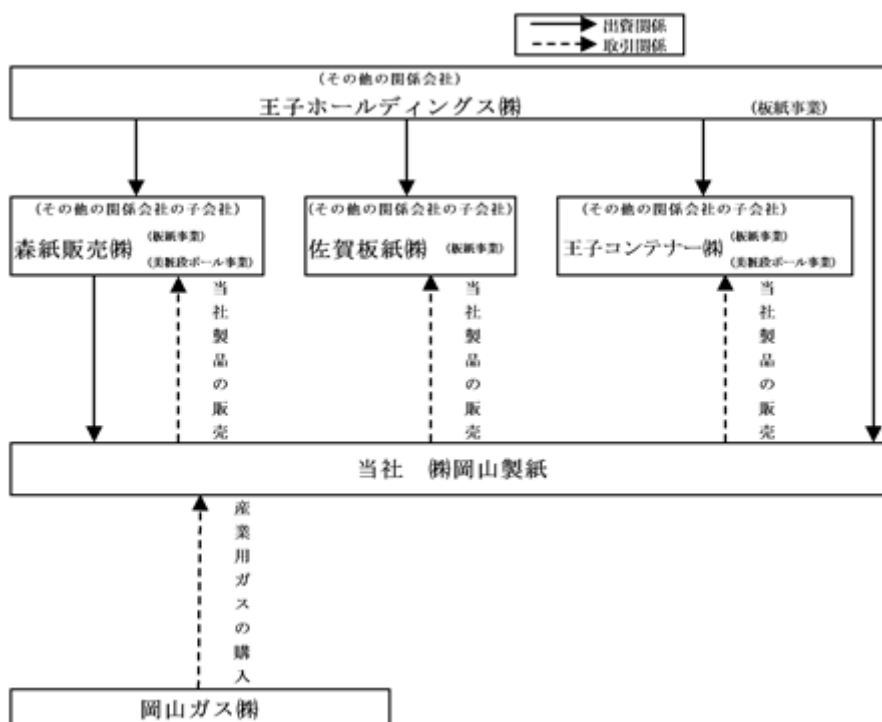 出資関係
取引関係
(その他の関係会社)
王子ホールディングス㈱ (板紙事業)
(その他の関係会社の子会社)
森紙販売㈱ (板紙事業)
(美粧段ボール事業)
(その他の関係会社の子会社)
佐賀板紙㈱ (板紙事業)
(その他の関係会社の子会社)
王子コンテナー㈱ (板紙事業)
(美粧段ボール事業)
当社製品の販売
当社製品の販売
当社製品の販売
当社 ㈱岡山製紙
産業用ガスの購入
岡山ガス㈱